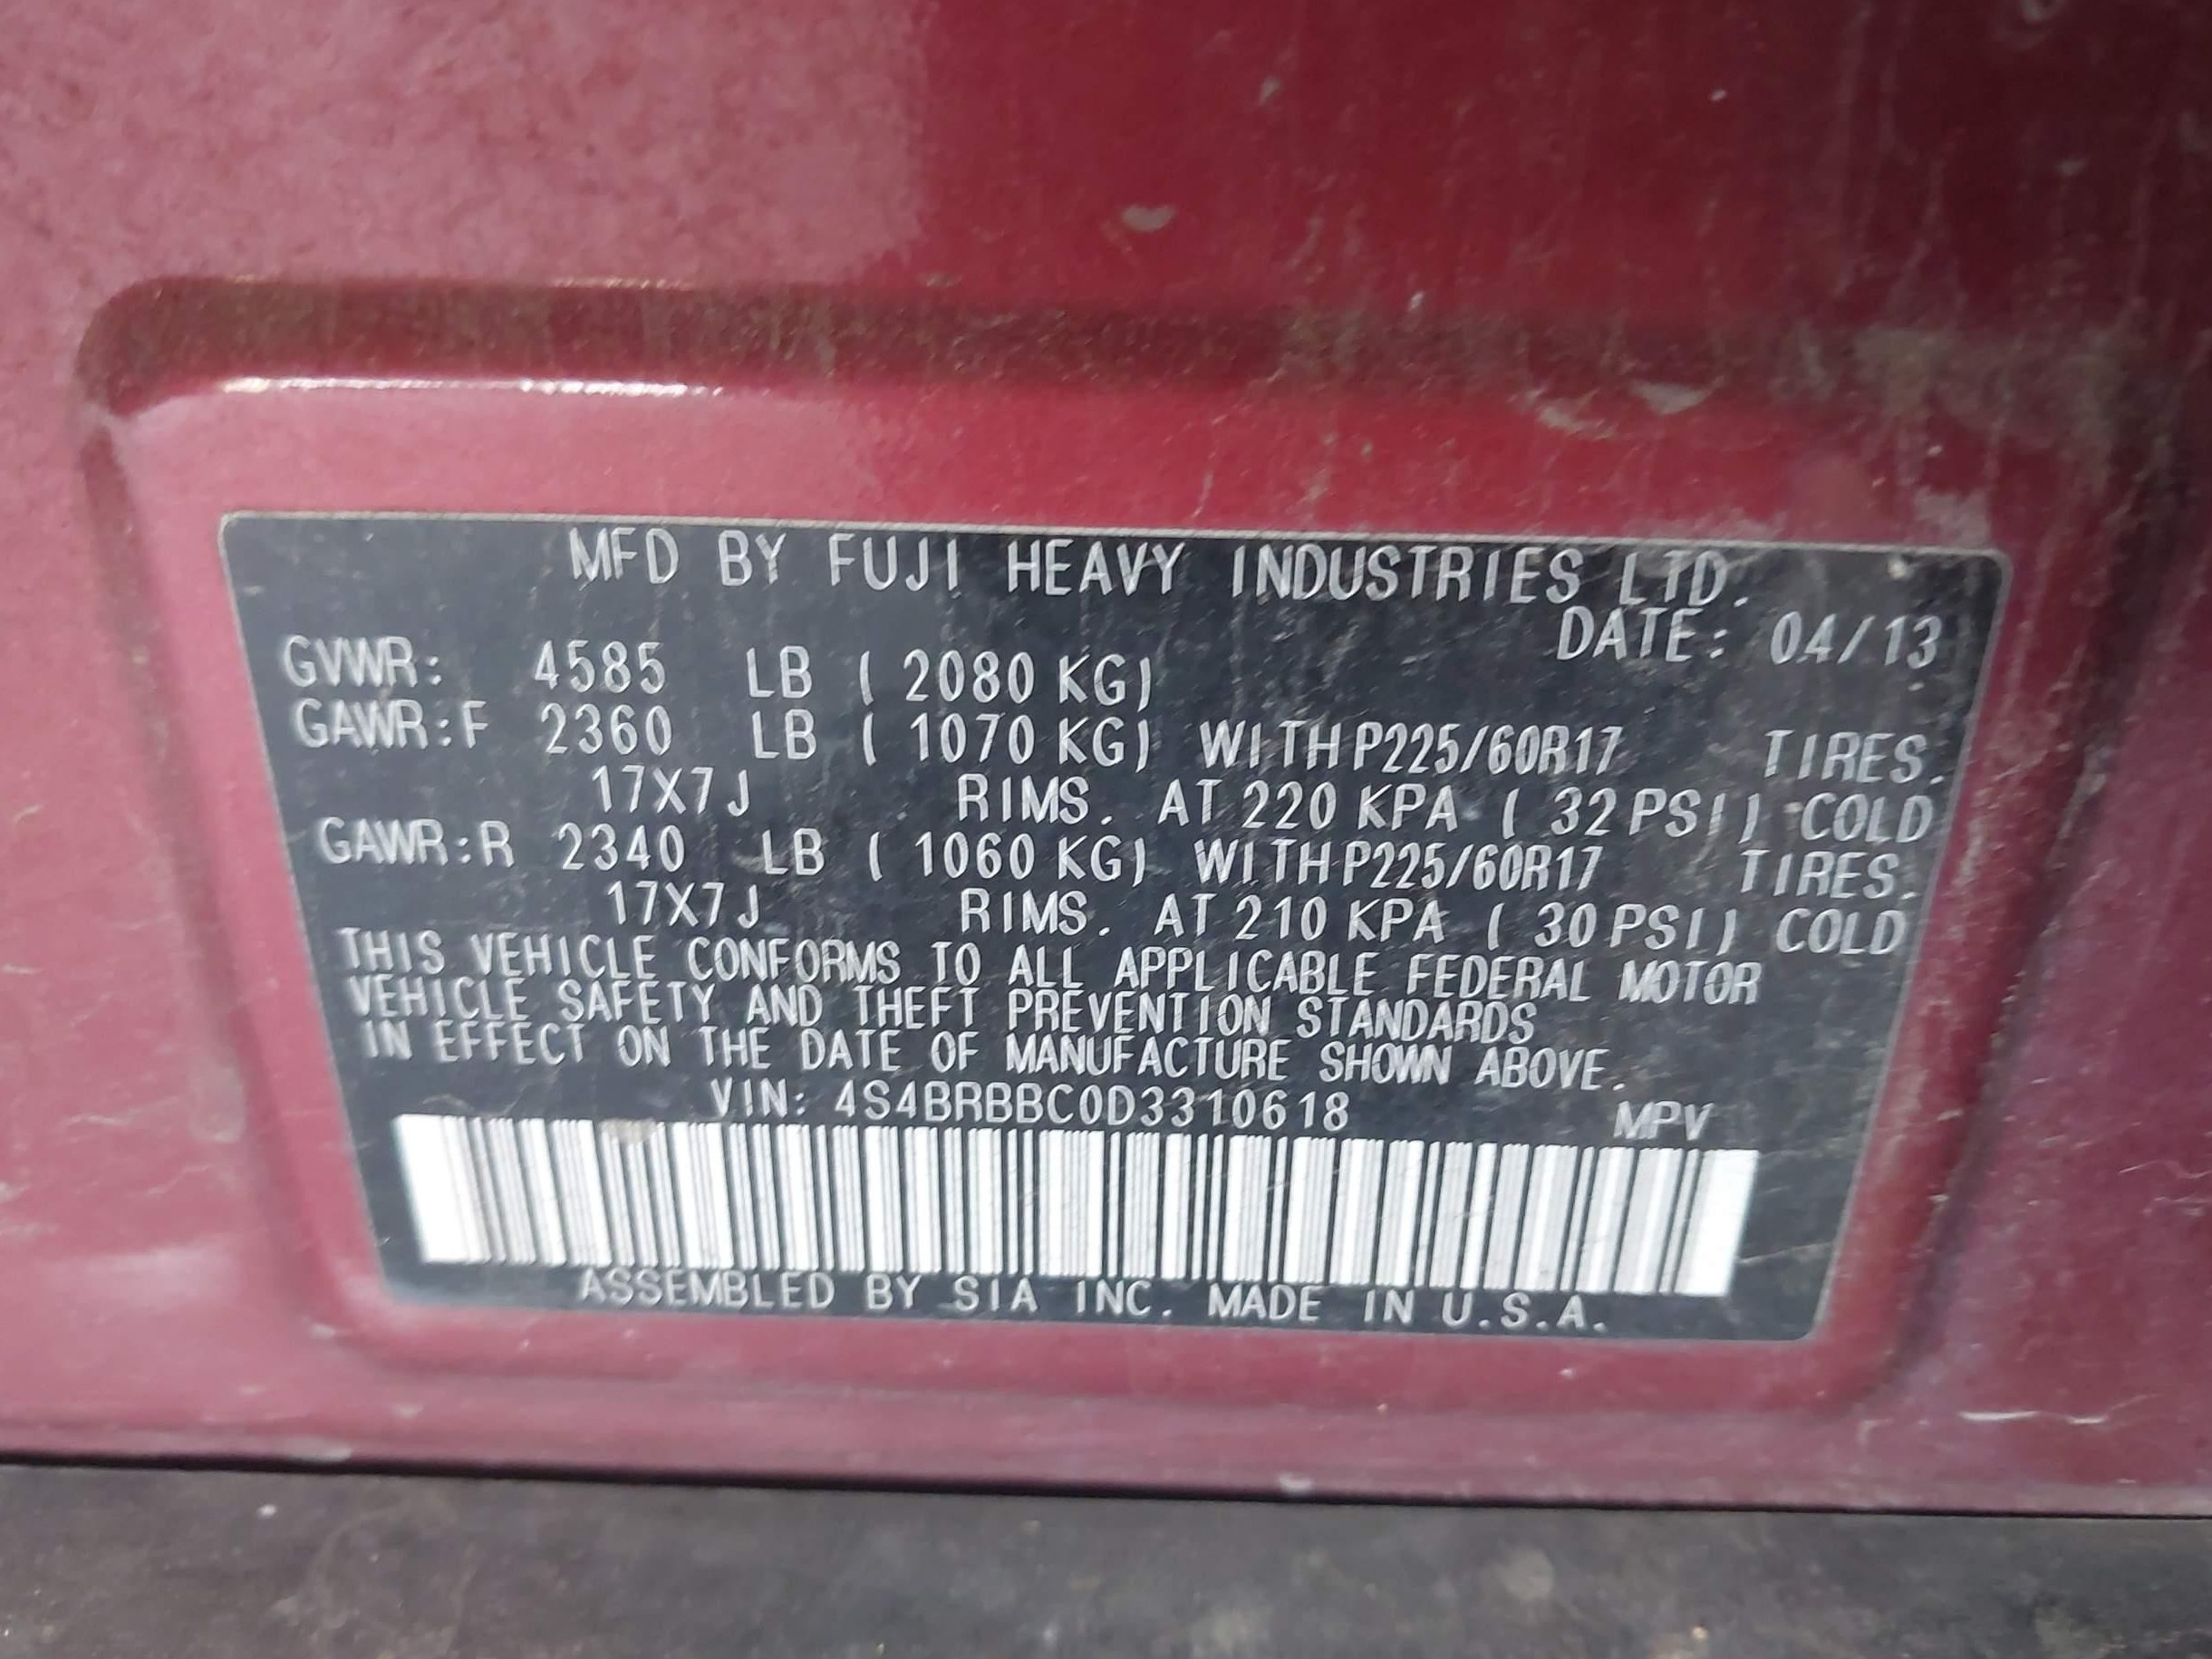 MFD BY FUJI HEAVY INDUSTRIES LTD.
DATE: 04/13
GVWR: 4585 LB ( 2080 KG)
GAWR:F 2360 LB ( 1070 KG) WITH P225/60R17 TIRES.
17X7J RIMS. AT 220 KPA ( 32 PSI) COLD
GAWR:R 2340 LB ( 1060 KG) WITH P225/60R17 TIRES.
17X7J RIMS. AT 210 KPA ( 30 PSI) COLD
THIS VEHICLE CONFORMS TO ALL APPLICABLE FEDERAL MOTOR
VEHICLE SAFETY AND THEFT PREVENTION STANDARDS
IN EFFECT ON THE DATE OF MANUFACTURE SHOWN ABOVE.
VIN: 4S4BRBBC0D3310618 MPV
ASSEMBLED BY SIA INC. MADE IN U.S.A.